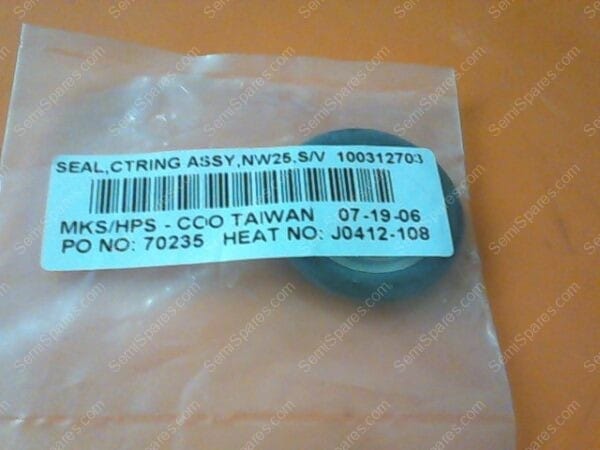 SEAL,CTRING ASSY,NW25,S/V 100312703
MKS/HPS - COO TAIWAN 07-19-06
PO NO: 70235 HEAT NO: J0412-108
SemiSpares.com